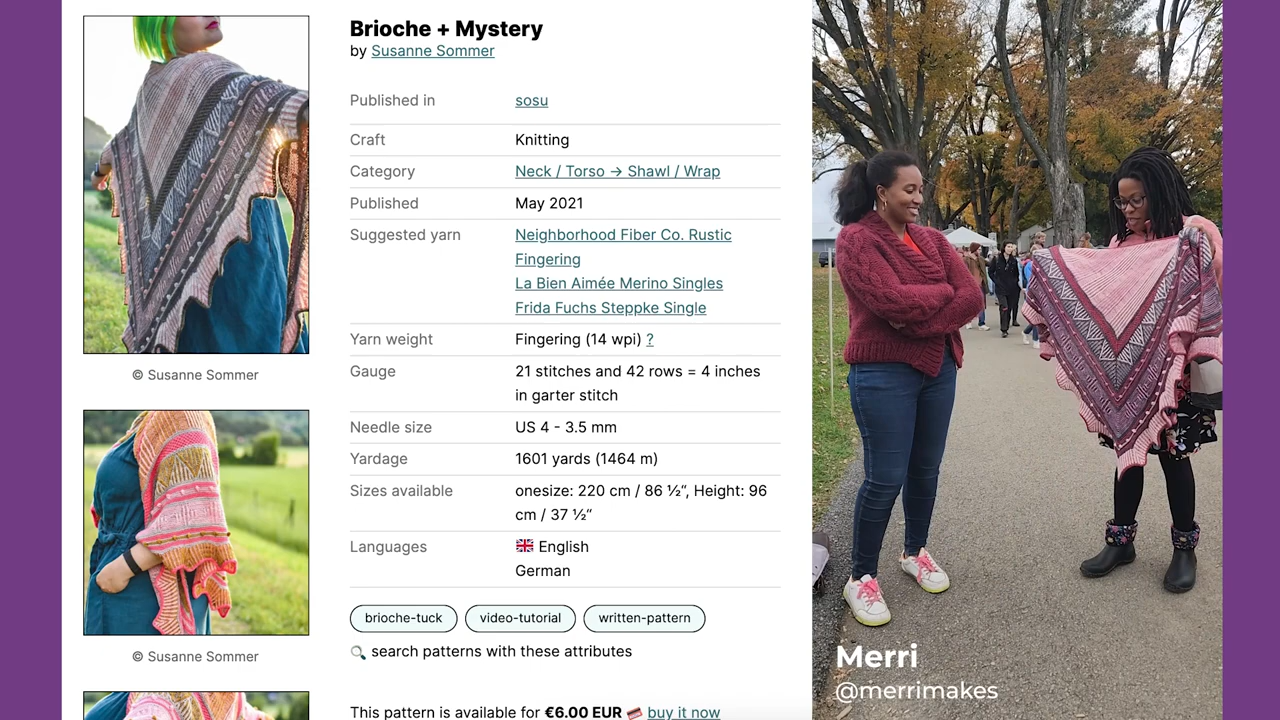 © Susanne Sommer
© Susanne Sommer
Brioche + Mystery
by Susanne Sommer
Published in sosu
Craft Knitting
Category Neck / Torso → Shawl / Wrap
Published May 2021
Suggested yarn Neighborhood Fiber Co. Rustic
Fingering
La Bien Aimée Merino Singles
Frida Fuchs Steppke Single
Yarn weight Fingering (14 wpi) ?
Gauge 21 stitches and 42 rows = 4 inches
in garter stitch
Needle size US 4 - 3.5 mm
Yardage 1601 yards (1464 m)
Sizes available onesize: 220 cm / 86 ½“, Height: 96
cm / 37 ½“
Languages English
German
brioche-tuck video-tutorial written-pattern
search patterns with these attributes
This pattern is available for €6.00 EUR buy it now
Merri
@merrimakes